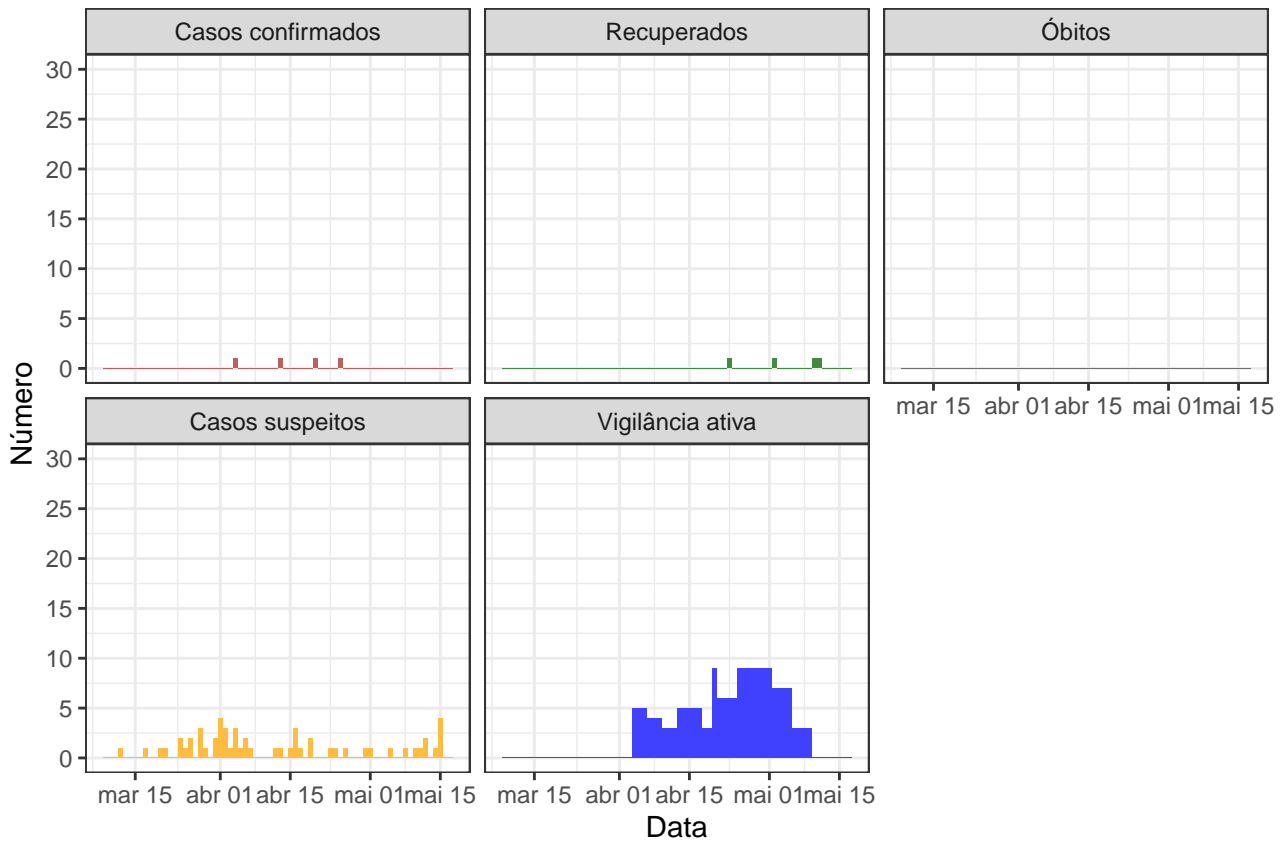 Casos confirmados
Recuperados
Óbitos
30
25
20
15
10
5
0
mar 15 abr 01 abr 15 mai 01 mai 15
Casos suspeitos
Vigilância ativa
30
25
20
15
10
5
0
mar 15 abr 01 abr 15 mai 01 mai 15
mar 15 abr 01 abr 15 mai 01 mai 15
Número
Data